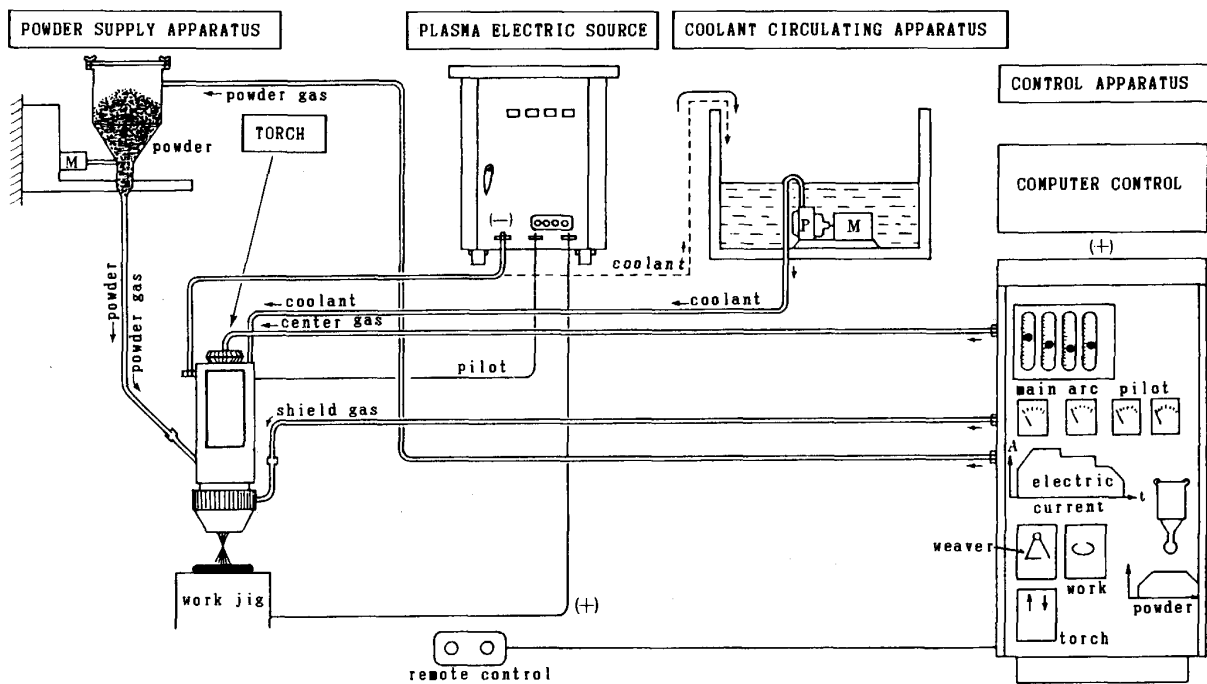 POWDER SUPPLY APPARATUS
PLASMA ELECTRIC SOURCE
COOLANT CIRCULATING APPARATUS
CONTROL APPARATUS
powder gas
TORCH
powder
M
COMPUTER CONTROL
(+)
(—)
P
M
coolant
powder
powder gas
coolant
coolant
center gas
pilot
main arc
pilot
shield gas
A
electric
t
current
weaver
work
powder
torch
work jig
(+)
remote control